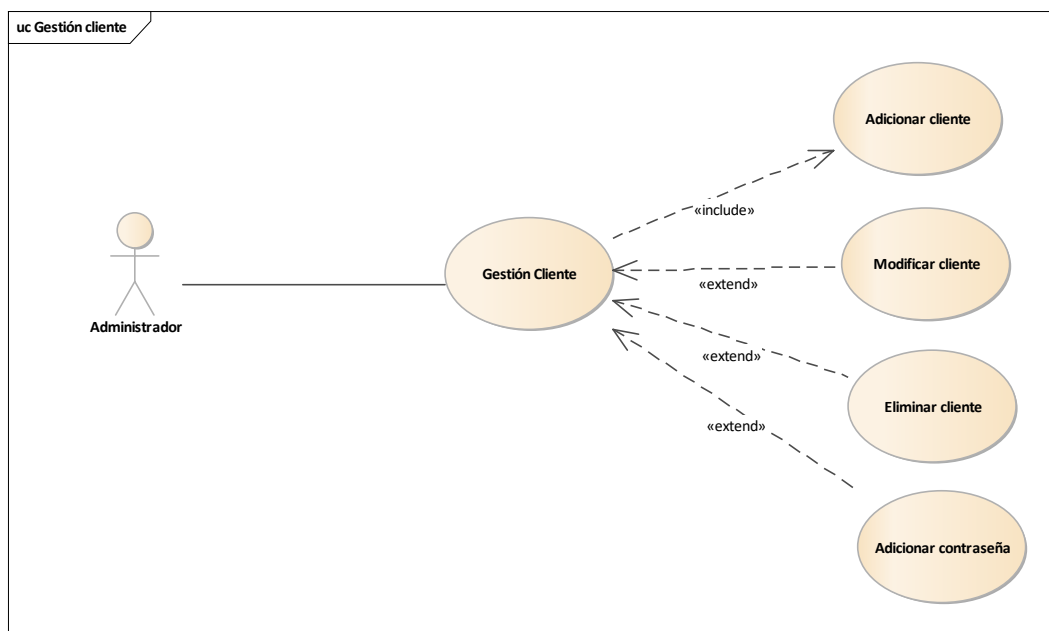 uc Gestión cliente
Adicionar cliente
«include»
Modificar cliente
Gestión Cliente
«extend»
Administrador
«extend»
Eliminar cliente
«extend»
Adicionar contraseña